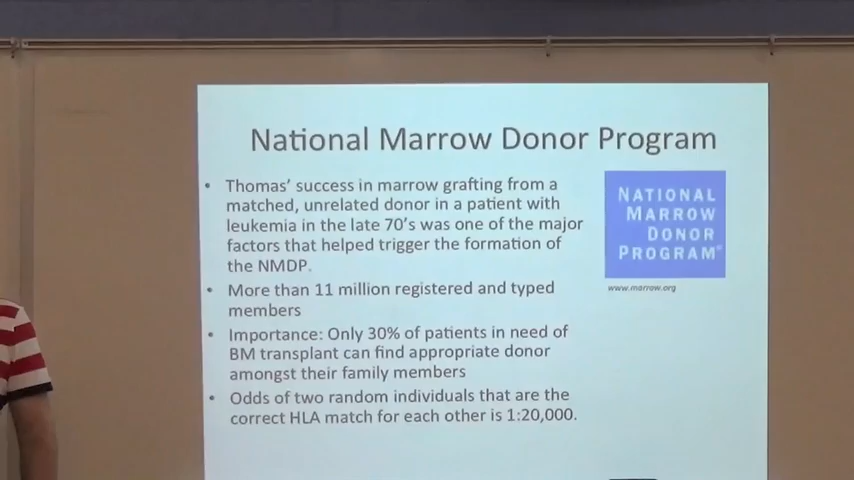 National Marrow Donor Program
• Thomas' success in marrow grafting from a
matched, unrelated donor in a patient with
leukemia in the late 70's was one of the major
factors that helped trigger the formation of
the NMDP.
• More than 11 million registered and typed
members
• Importance: Only 30% of patients in need of
BM transplant can find appropriate donor
amongst their family members
• Odds of two random individuals that are the
correct HLA match for each other is 1:20,000.
NATIONAL
MARROW
DONOR
PROGRAM®
www.marrow.org